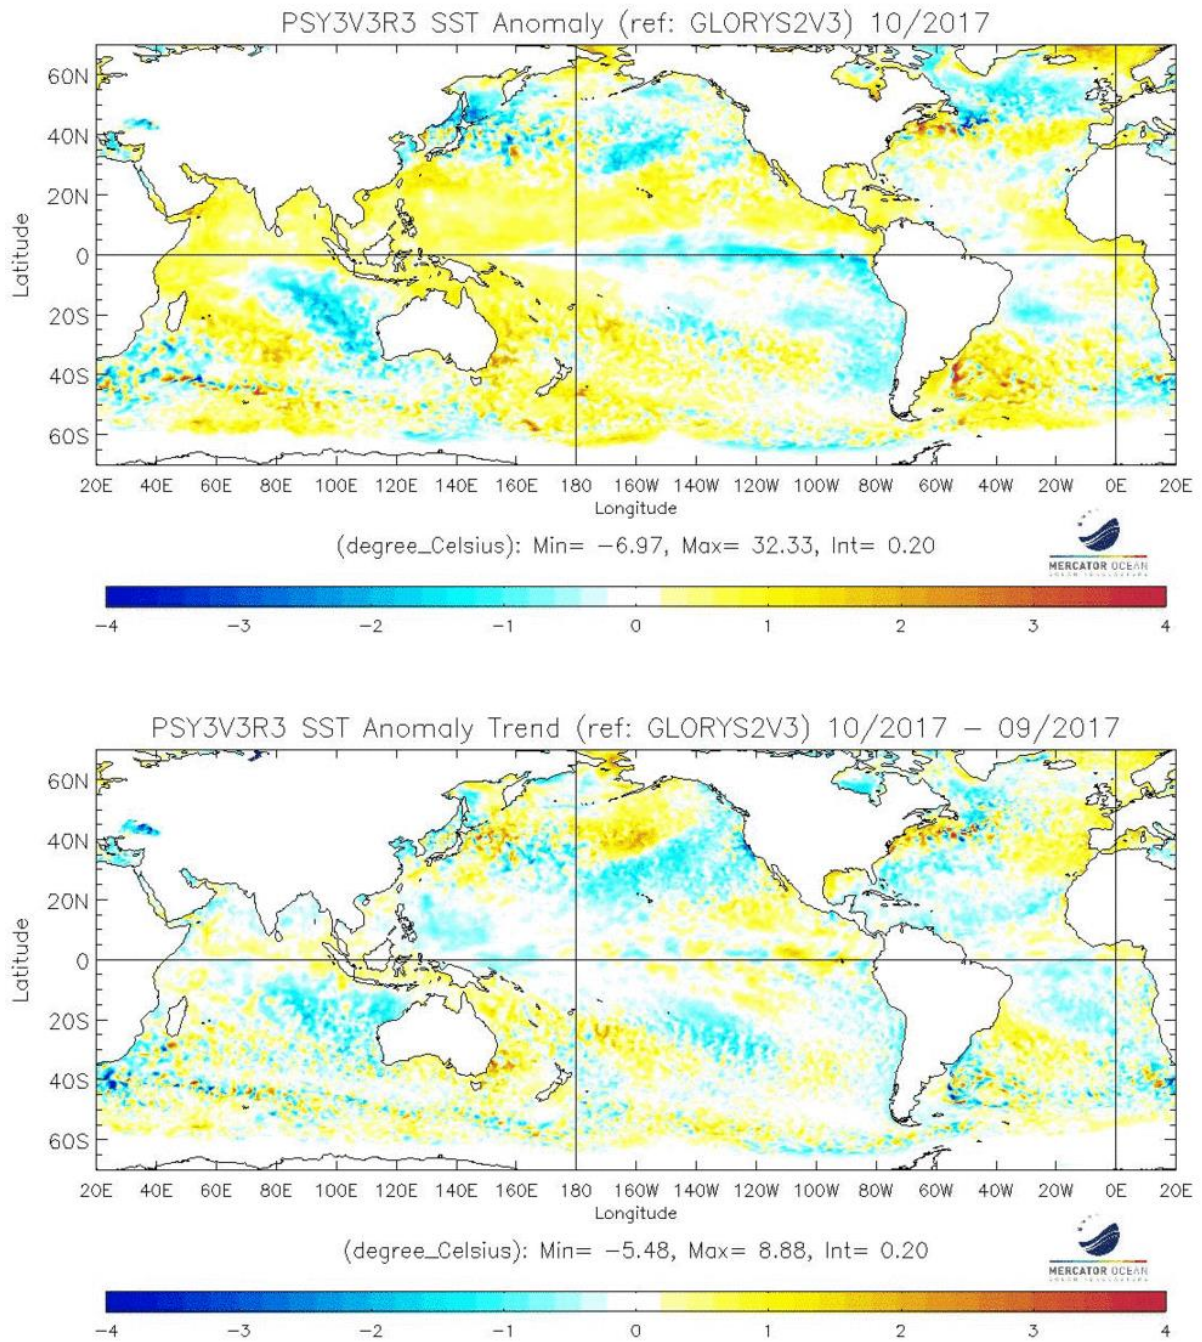 PSY3V3R3 SST Anomaly (ref: GLORYS2V3) 10/2017
60N
40N
20N
0
20S
40S
60S
Latitude
20E 40E 60E 80E 100E 120E 140E 160E 180 160W 140W 120W 100W 80W 60W 40W 20W 0E 20E
Longitude
(degree_Celsius): Min= −6.97, Max= 32.33, Int= 0.20
MERCATOR OCEAN
−4 −3 −2 −1 0 1 2 3 4
PSY3V3R3 SST Anomaly Trend (ref: GLORYS2V3) 10/2017 − 09/2017
60N
40N
20N
0
20S
40S
60S
Latitude
20E 40E 60E 80E 100E 120E 140E 160E 180 160W 140W 120W 100W 80W 60W 40W 20W 0E 20E
Longitude
(degree_Celsius): Min= −5.48, Max= 8.88, Int= 0.20
MERCATOR OCEAN
−4 −3 −2 −1 0 1 2 3 4